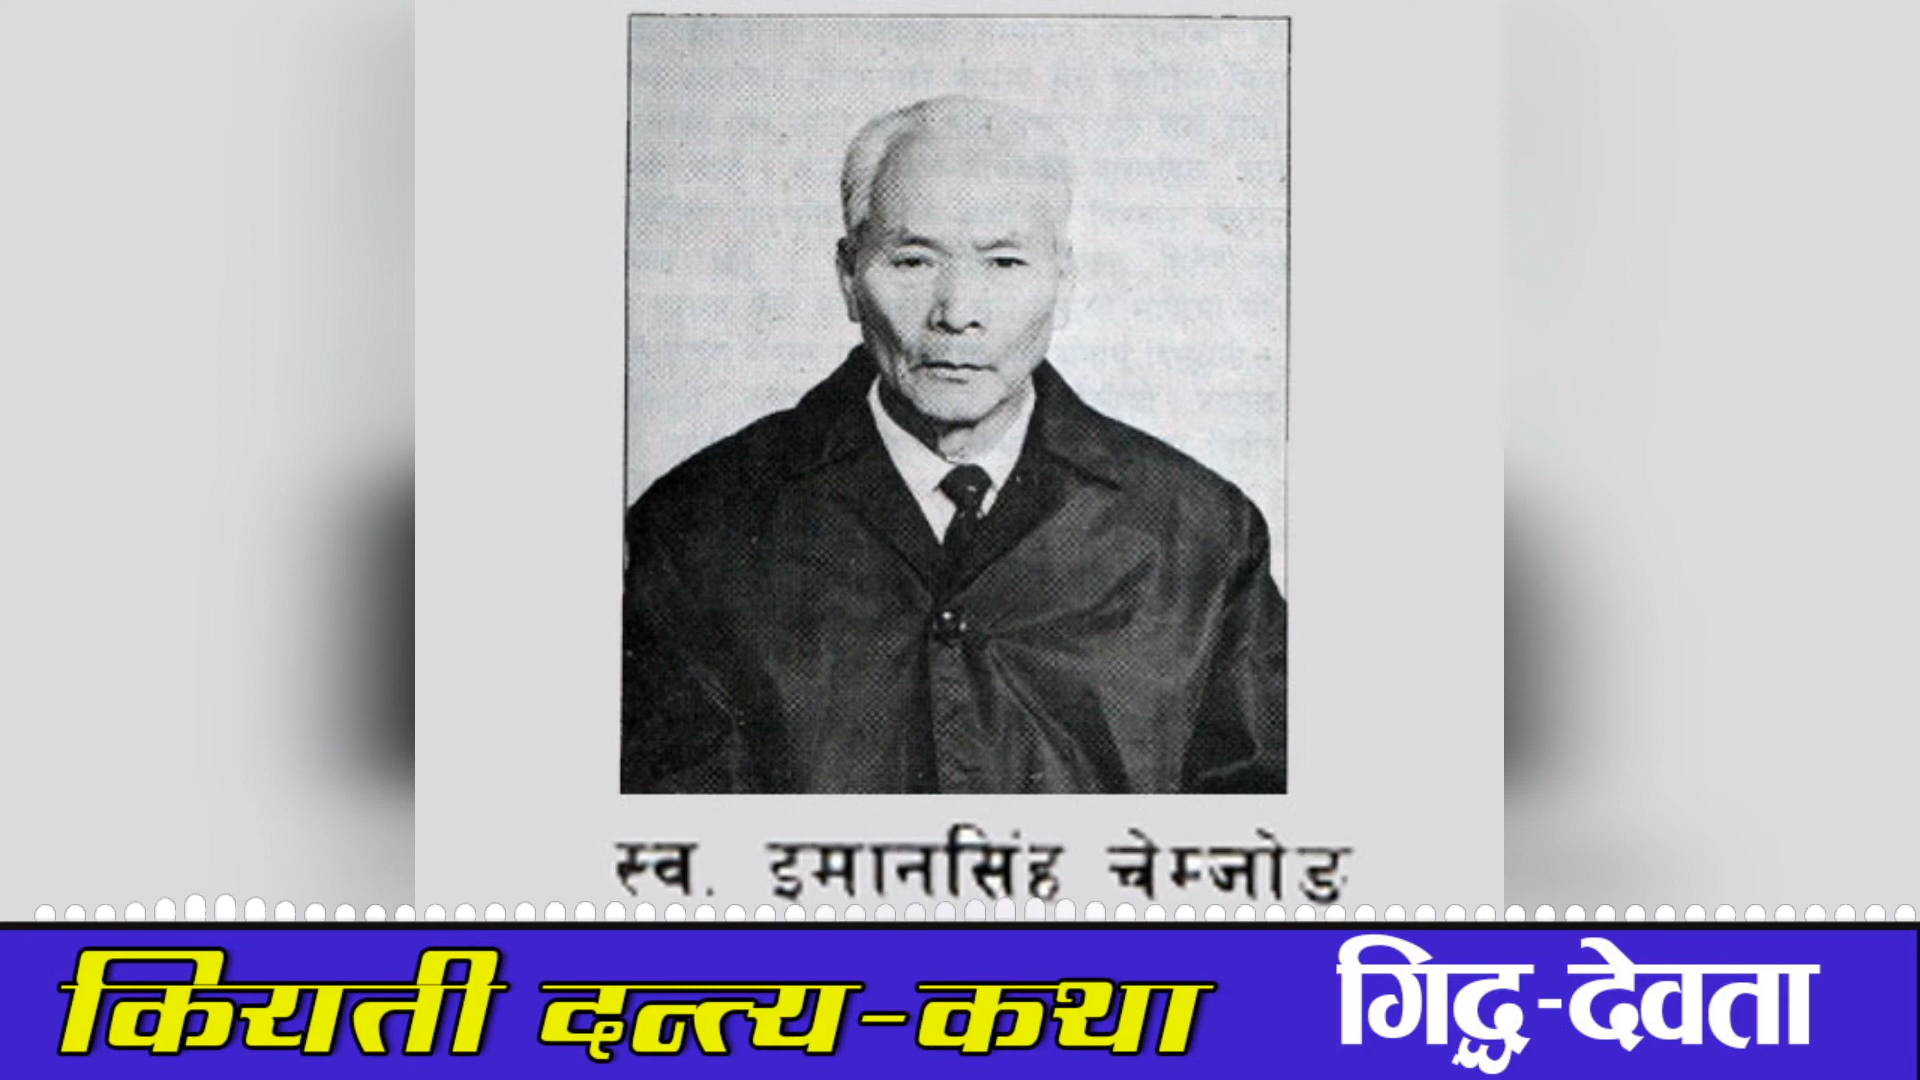 स्व. इमानसिंह चेम्जोङ
किराती दन्त्य-कथा
गिद्ध-देवता